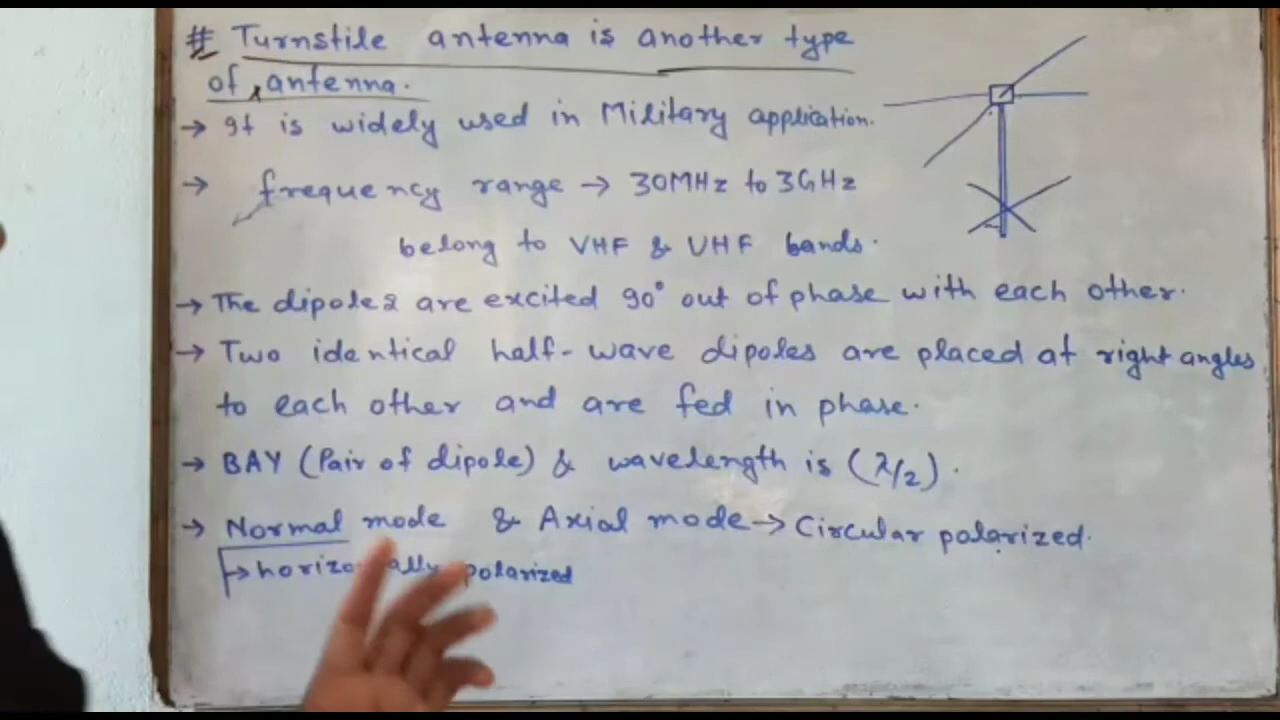 # Turnstile antenna is another type
of antenna.
→ It is widely used in Military application.
→ frequency range → 30MHz to 3GHz
belong to VHF & UHF bands.
→ The dipoles are excited 90° out of phase with each other.
→ Two identical half-wave dipoles are placed at right angles
to each other and are fed in phase.
→ BAY (Pair of dipole) & wavelength is (λ/2).
→ Normal mode & Axial mode → Circular polarized.
→ horizontally polarized